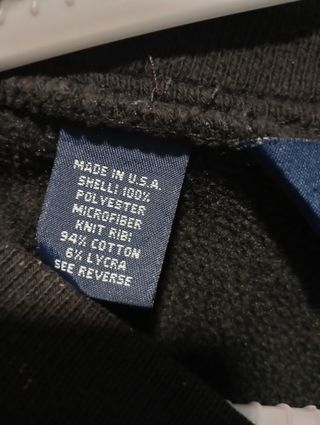 MADE IN U.S.A.
SHELL: 100%
POLYESTER
MICROFIBER
KNIT RIB:
94% COTTON
6% LYCRA
SEE REVERSE